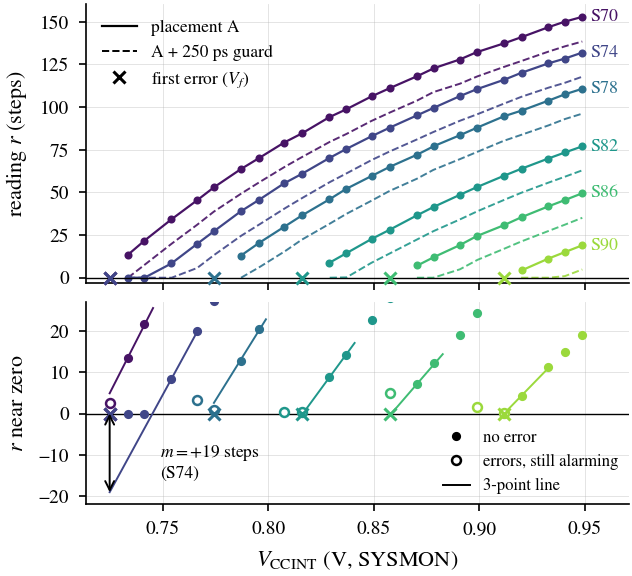 reading r (steps)
150
125
100
75
50
25
0
placement A
A + 250 ps guard
first error (V_f)
S70
S74
S78
S82
S86
S90
r near zero
20
10
0
−10
−20
m = +19 steps
(S74)
no error
errors, still alarming
3-point line
0.75
0.80
0.85
0.90
0.95
V_CCINT (V, SYSMON)